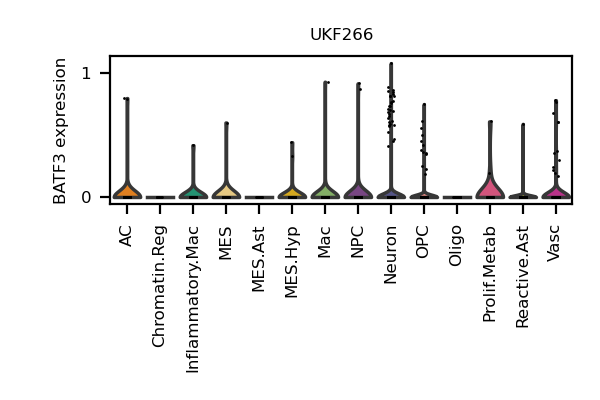 UKF266
BATF3 expression
1
0
AC
Chromatin.Reg
Inflammatory.Mac
MES
MES.Ast
MES.Hyp
Mac
NPC
Neuron
OPC
Oligo
Prolif.Metab
Reactive.Ast
Vasc